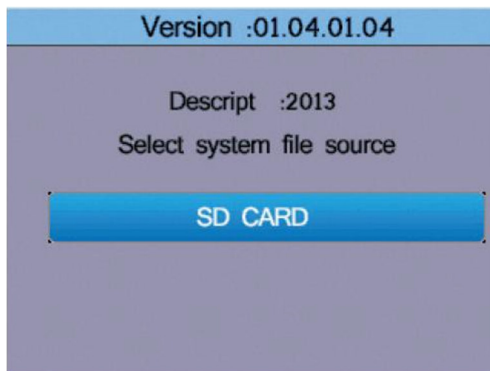 Version :01.04.01.04
Descript :2013
Select system file source
SD CARD